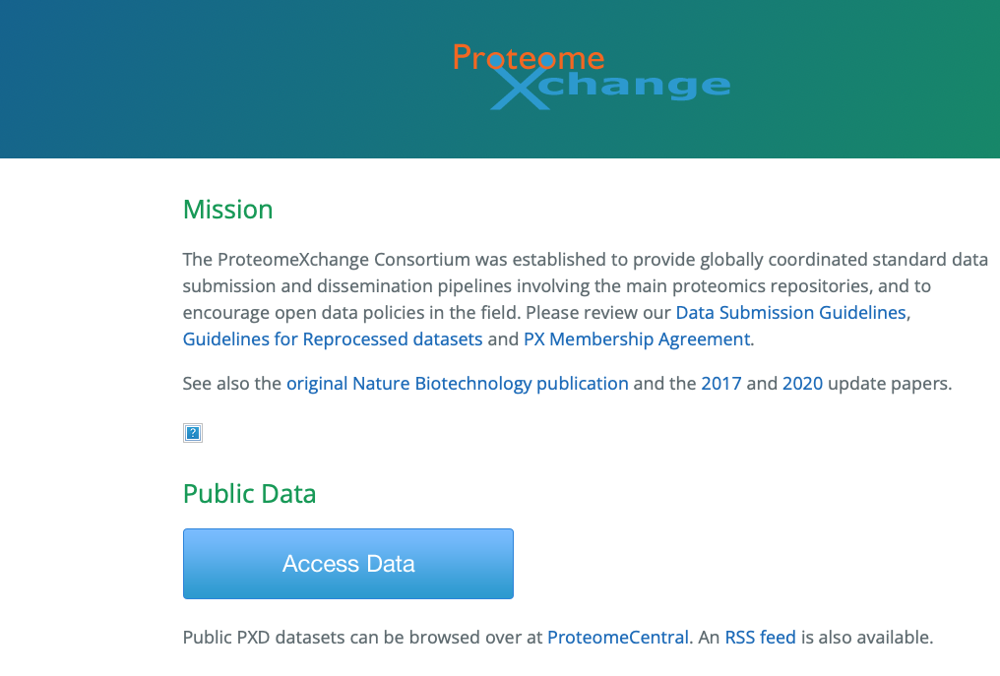 Proteome
Xchange
Mission
The ProteomeXchange Consortium was established to provide globally coordinated standard data
submission and dissemination pipelines involving the main proteomics repositories, and to
encourage open data policies in the field. Please review our Data Submission Guidelines,
Guidelines for Reprocessed datasets and PX Membership Agreement.
See also the original Nature Biotechnology publication and the 2017 and 2020 update papers.
?
Public Data
Access Data
Public PXD datasets can be browsed over at ProteomeCentral. An RSS feed is also available.